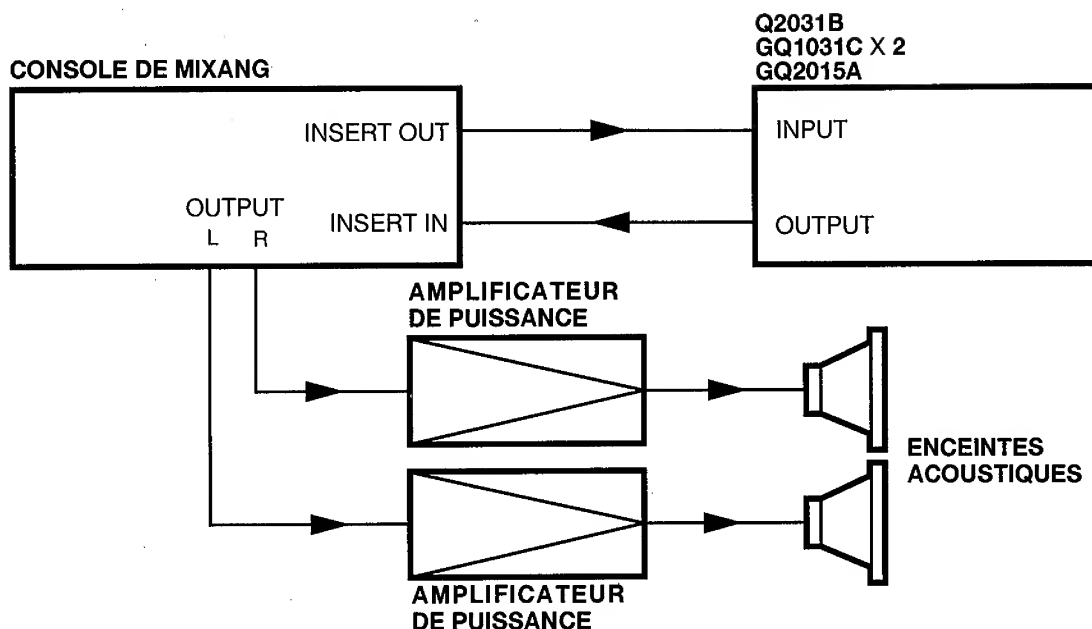 Q2031B
GQ1031C X 2
GQ2015A
CONSOLE DE MIXANG
INSERT OUT
INPUT
OUTPUT
L R
INSERT IN
OUTPUT
AMPLIFICATEUR
DE PUISSANCE
ENCEINTES
ACOUSTIQUES
AMPLIFICATEUR
DE PUISSANCE